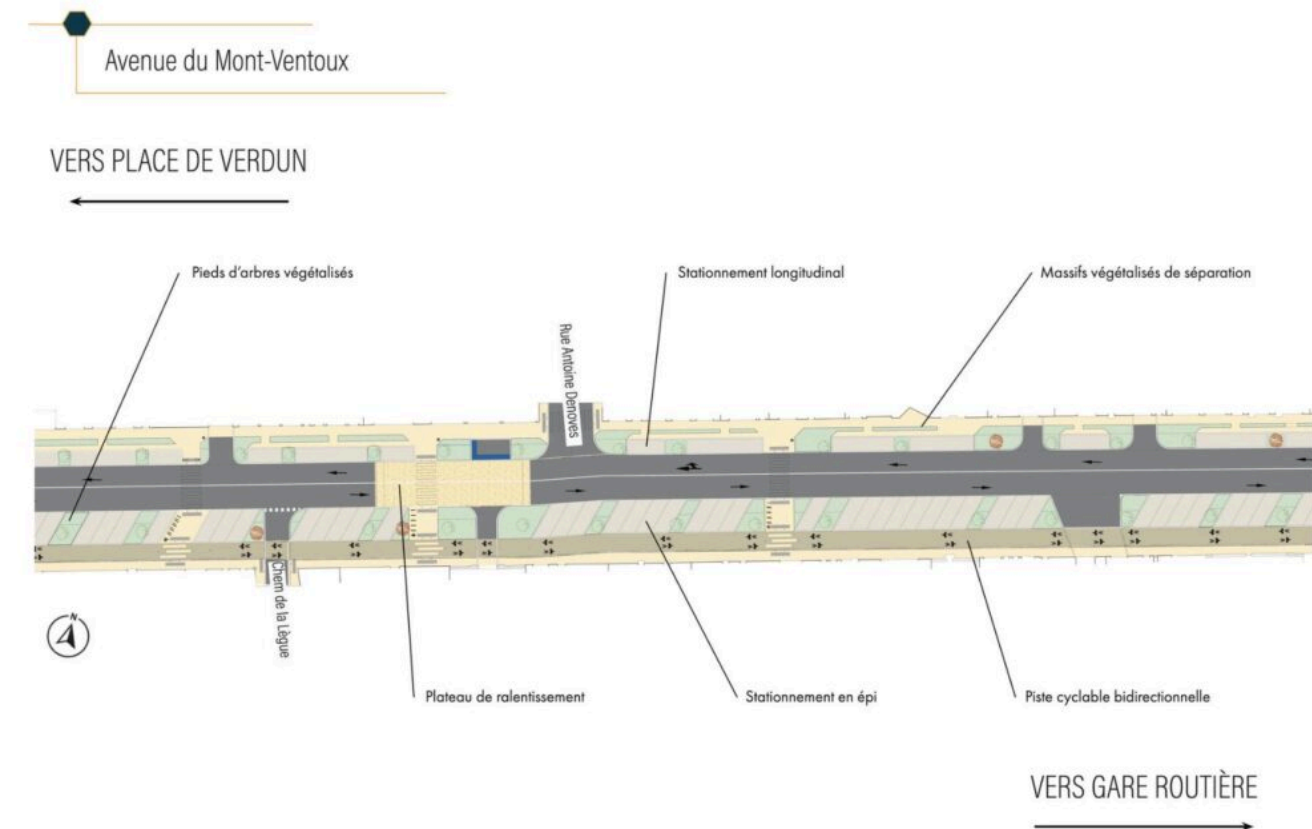 Avenue du Mont-Ventoux
VERS PLACE DE VERDUN
Pieds d'arbres végétalisés
Stationnement longitudinal
Massifs végétalisés de séparation
Rue Antoine Denoves
Chem de la Lègue
N
Plateau de ralentissement
Stationnement en épi
Piste cyclable bidirectionnelle
VERS GARE ROUTIÈRE